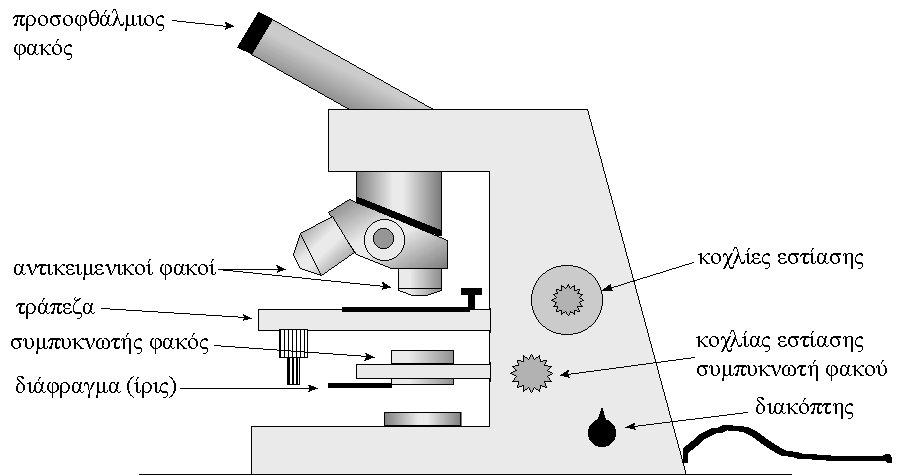 προσοφθάλμιος
φακός
αντικειμενικοί φακοί
τράπεζα
συμπυκνωτής φακός
διάφραγμα (ίρις)
κοχλίες εστίασης
κοχλίας εστίασης
συμπυκνωτή φακού
διακόπτης